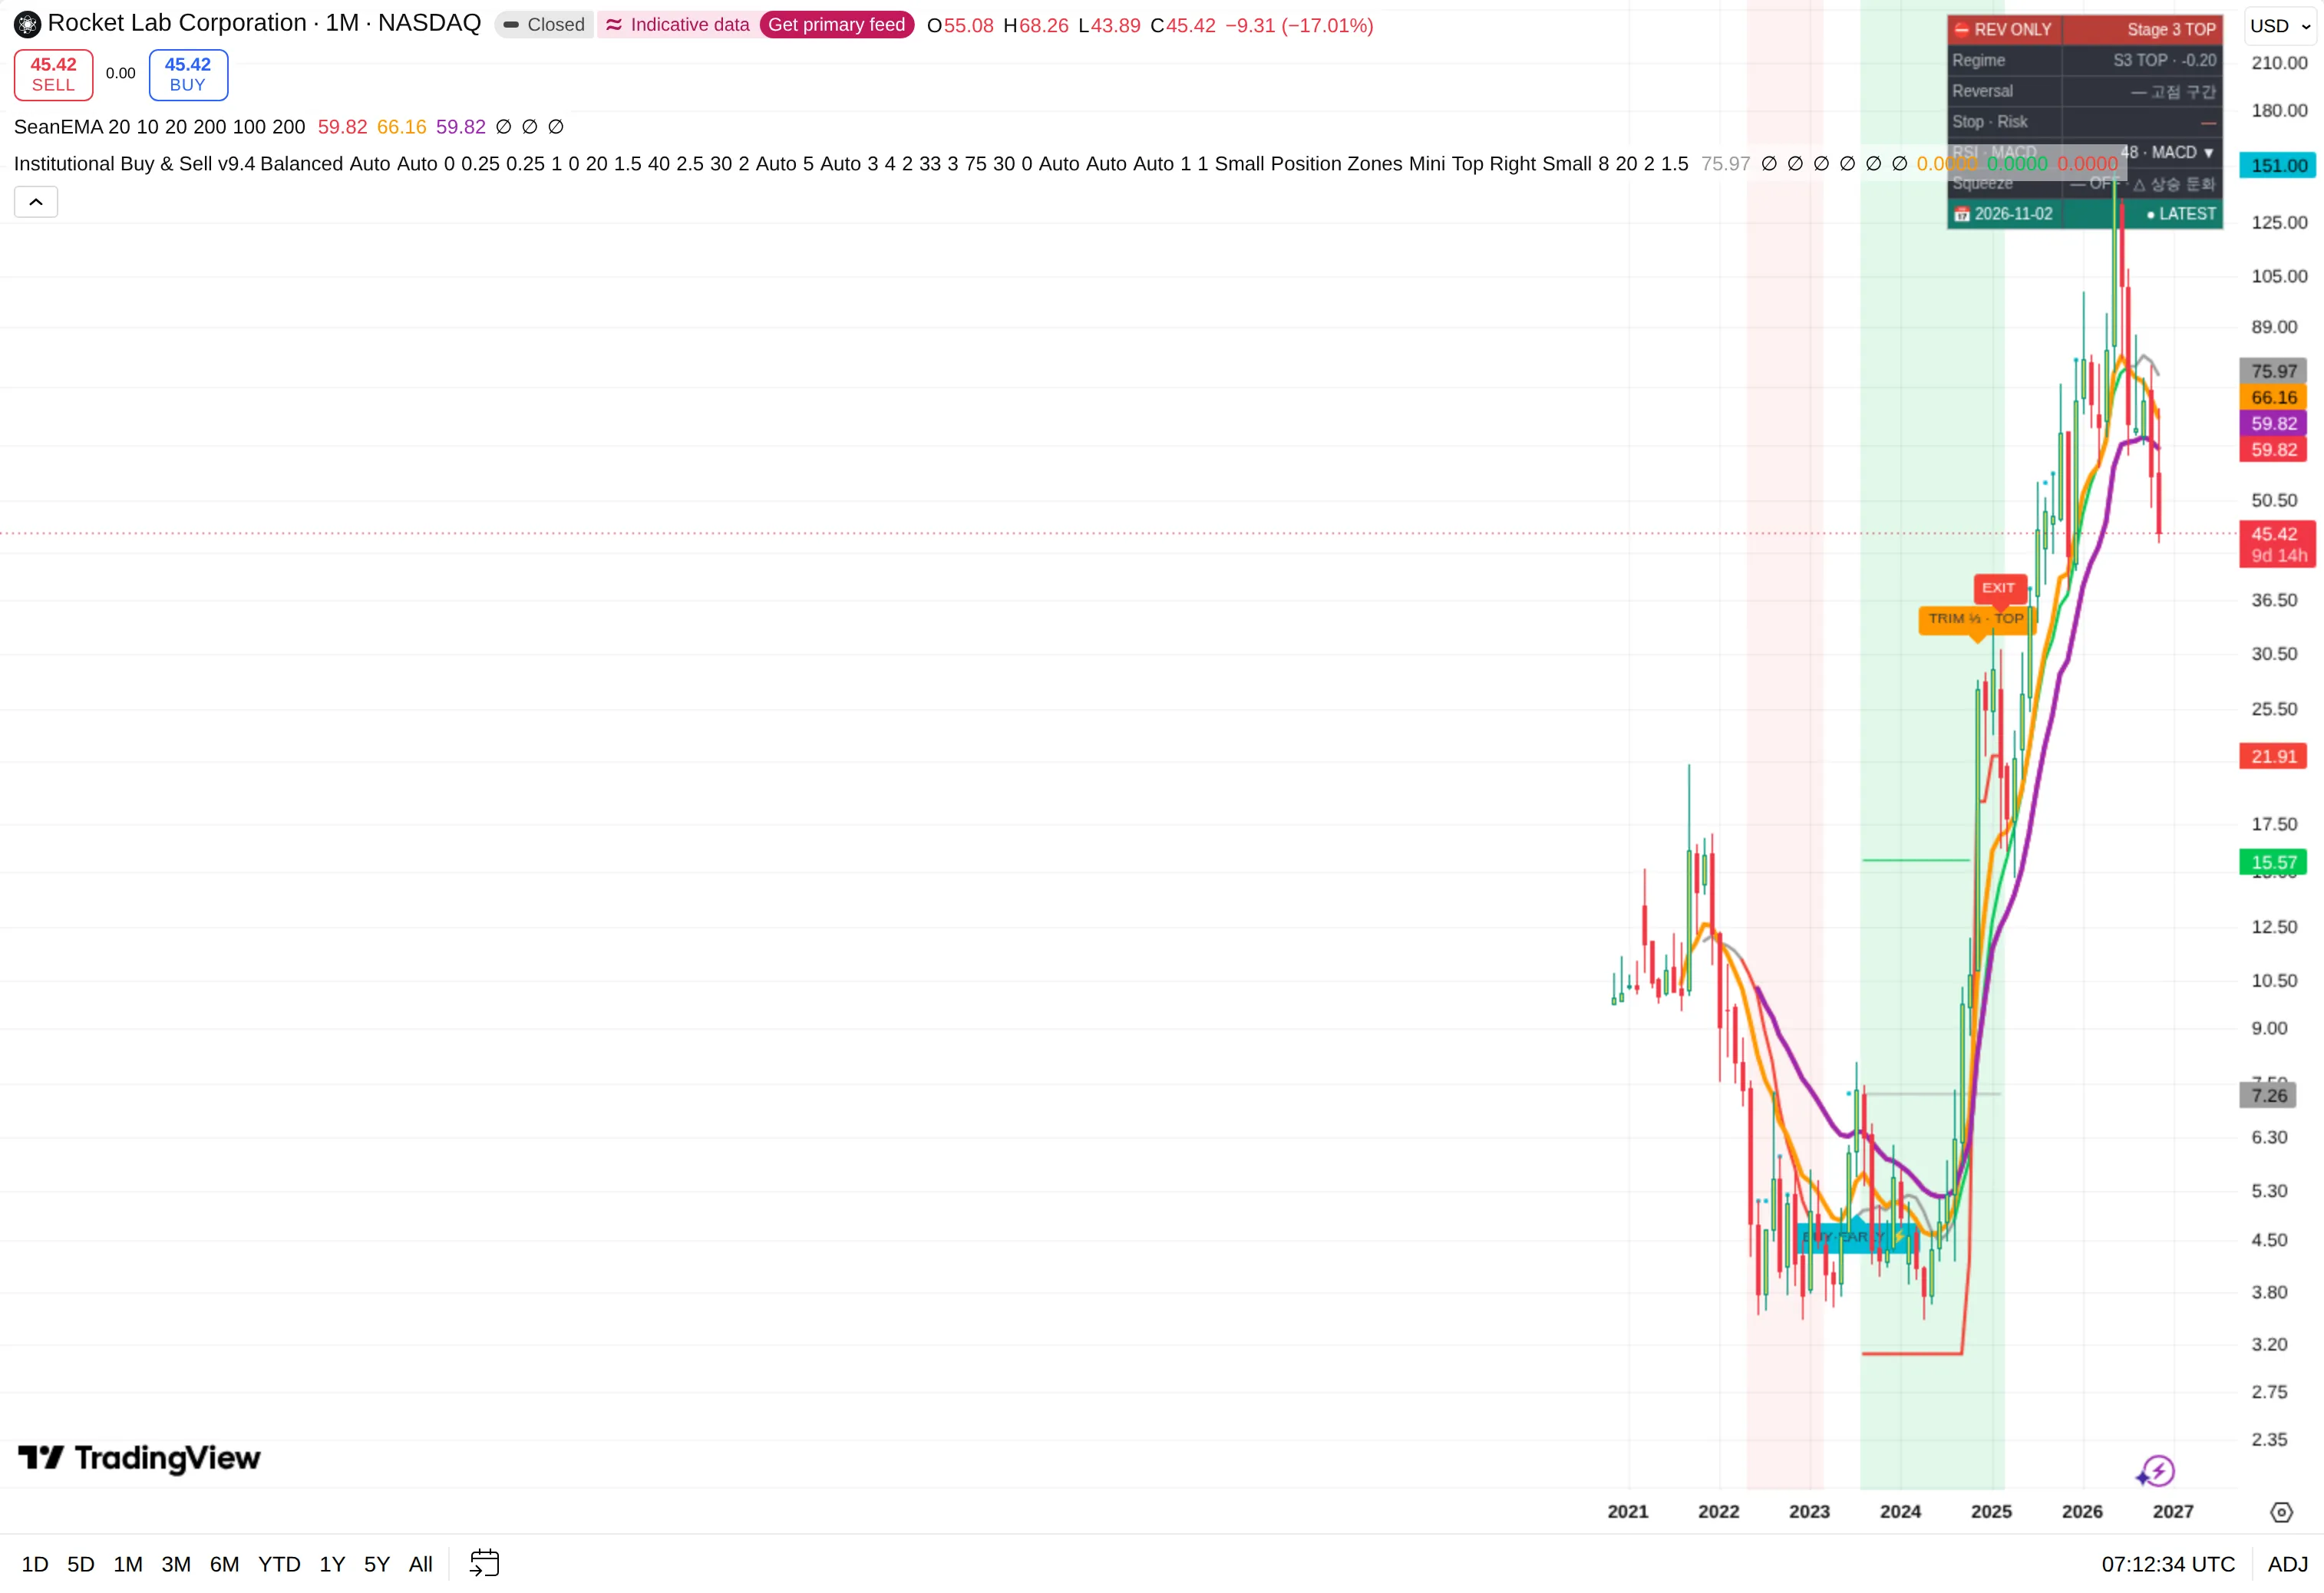 Rocket Lab Corporation · 1M · NASDAQ Closed Indicative data Get primary feed O55.08 H68.26 L43.89 C45.42 −9.31 (−17.01%)
45.42 SELL 0.00 45.42 BUY
SeanEMA 20 10 20 200 100 200 59.82 66.16 59.82 ∅ ∅ ∅
Institutional Buy & Sell v9.4 Balanced Auto Auto 0 0.25 0.25 1 0 20 1.5 40 2.5 30 2 Auto 5 Auto 3 4 2 33 3 75 30 0 Auto Auto Auto 1 1 Small Position Zones Mini Top Right Small 8 20 2 1.5 75.97 ∅ ∅ ∅ ∅ ∅ ∅ 0.0000 0.0000 0.0000
REV ONLY Stage 3 TOP
Regime S3 TOP · -0.20
Reversal — 고점 구간
Stop · Risk —
RSI · MACD 48 · MACD ▼
Squeeze — OFF · △ 상승 둔화
2026-11-02 ● LATEST
USD
210.00
180.00
151.00
125.00
105.00
89.00
75.97
66.16
59.82
59.82
50.50
45.42
9d 14h
36.50
30.50
25.50
21.91
17.50
15.57
12.50
10.50
9.00
7.26
6.30
5.30
4.50
3.80
3.20
2.75
2.35
EXIT
TRIM ½ · TOP
BUY·EARLY ⚡
TradingView
2021 2022 2023 2024 2025 2026 2027
1D 5D 1M 3M 6M YTD 1Y 5Y All 07:12:34 UTC ADJ